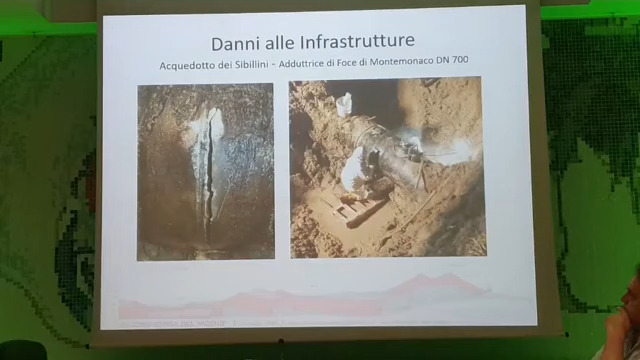 Danni alle Infrastrutture
Acquedotto dei Sibillini - Adduttrice di Foce di Montemonaco DN 700